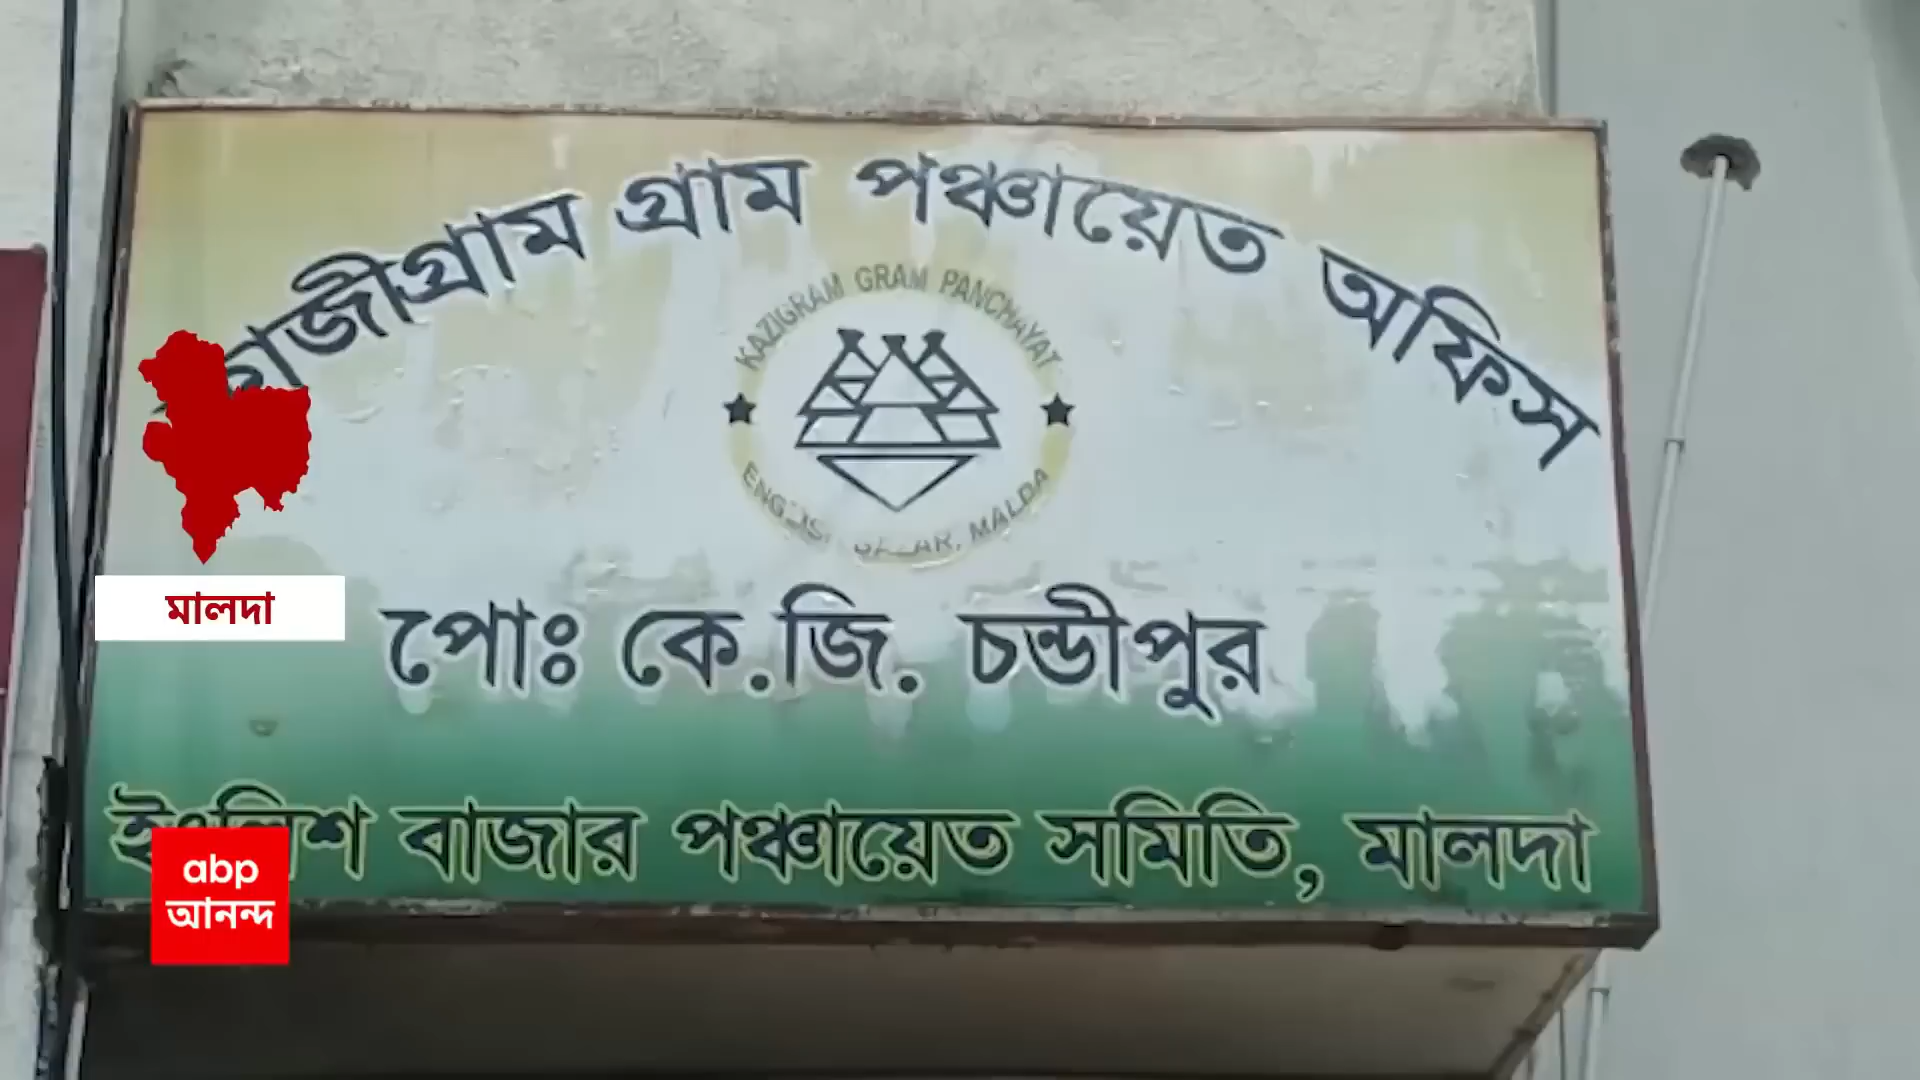 কাজীগ্রাম গ্রাম পঞ্চায়েত অফিস
KAZIGRAM GRAM PANCHAYAT
MALDA
মালদা
পোঃ কে.জি. চন্ডীপুর
ইংলিশ বাজার পঞ্চায়েত সমিতি, মালদা
abp
আনন্দ